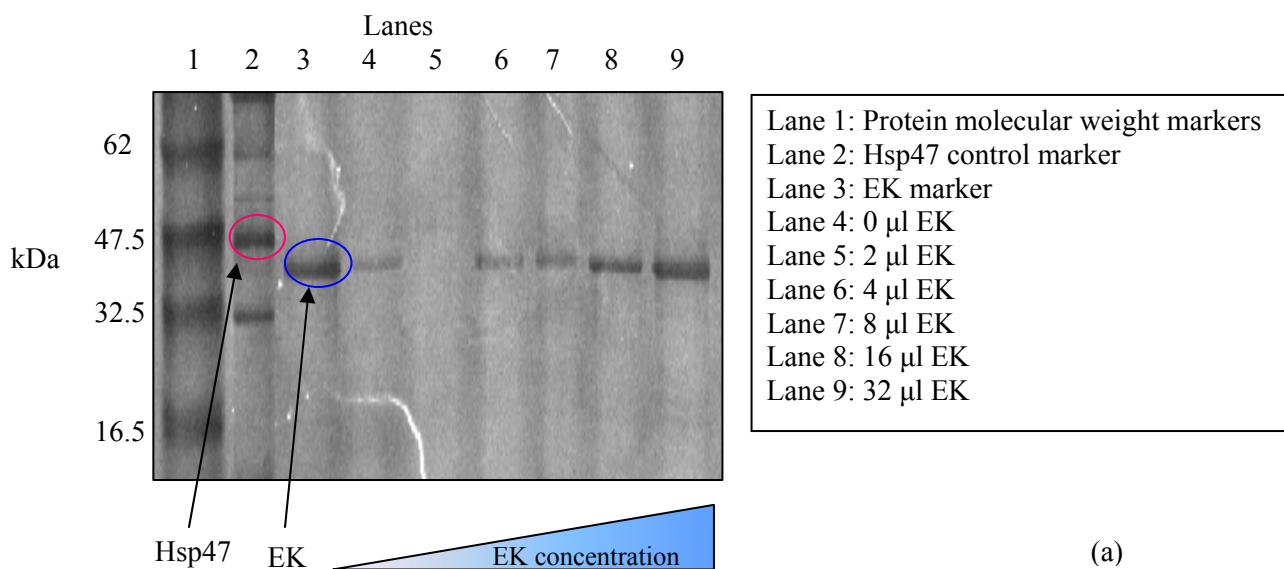 Lanes
1 2 3 4 5 6 7 8 9
62
47.5
kDa
32.5
16.5
Hsp47
EK
EK concentration
Lane 1: Protein molecular weight markers
Lane 2: Hsp47 control marker
Lane 3: EK marker
Lane 4: 0 μl EK
Lane 5: 2 μl EK
Lane 6: 4 μl EK
Lane 7: 8 μl EK
Lane 8: 16 μl EK
Lane 9: 32 μl EK
(a)